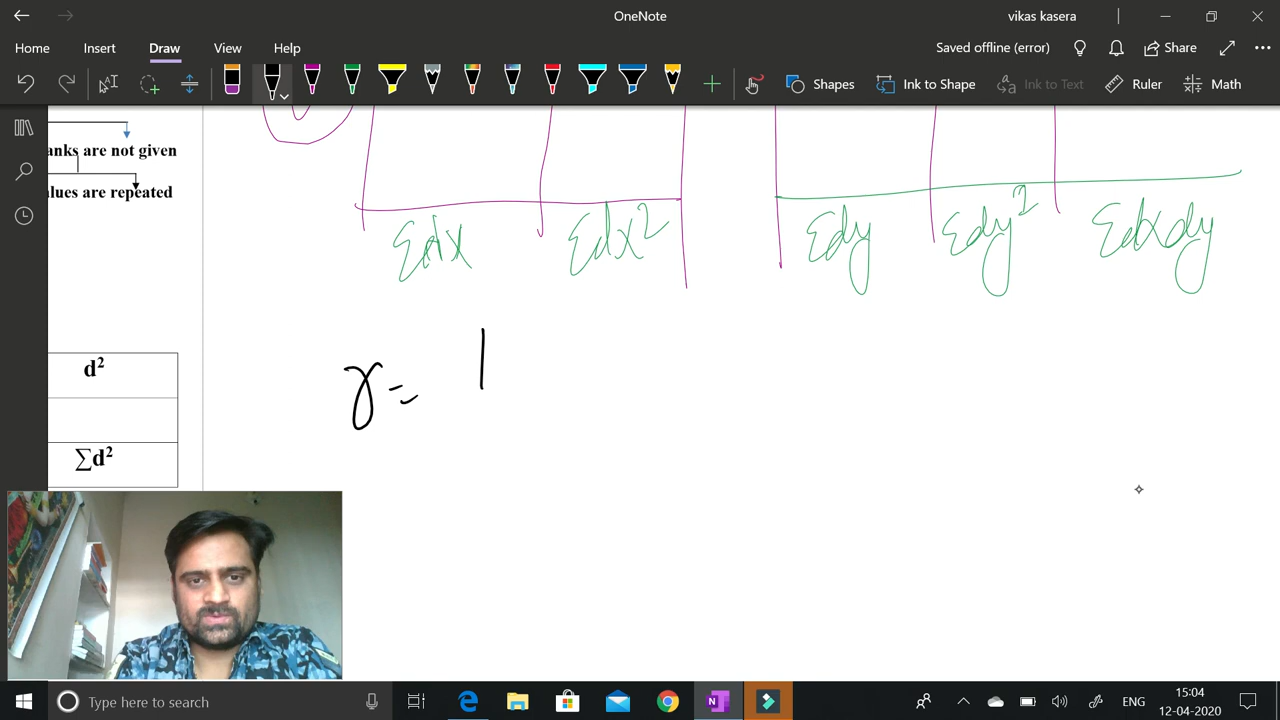 OneNote
vikas kasera
Home Insert Draw View Help
Saved offline (error)
Share
Shapes Ink to Shape Ink to Text Ruler Math
anks are not given
lues are repeated
Σdx Σdx² Σdy Σdy² Σdxdy
r =
d²
∑d²
Type here to search
ENG
15:04
12-04-2020